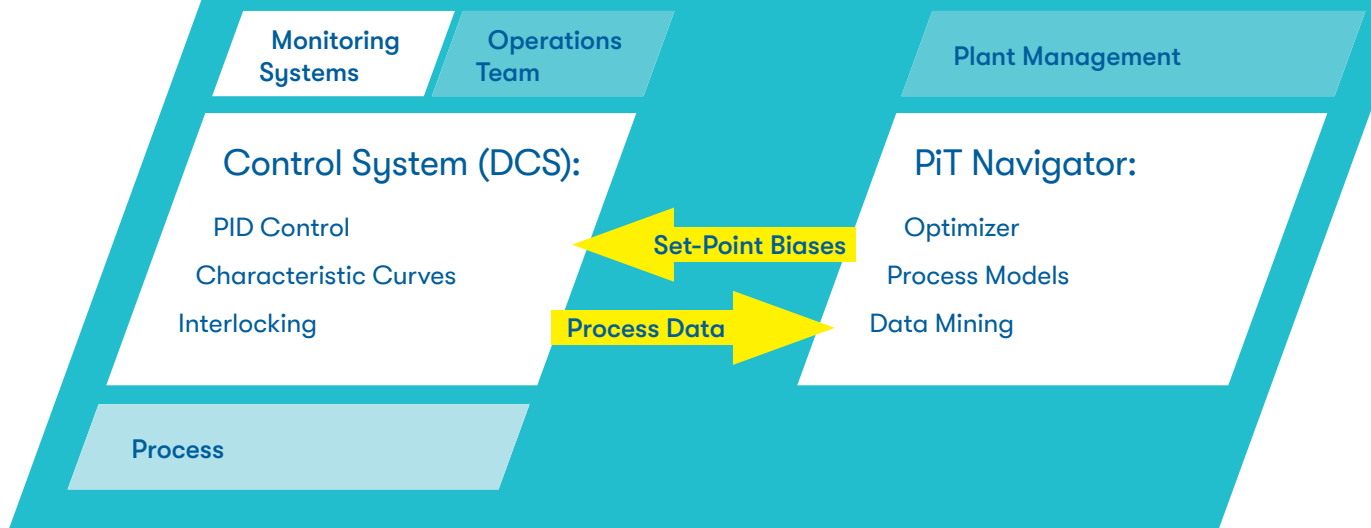 Monitoring
Systems
Operations
Team
Plant Management
Control System (DCS):
PID Control
Characteristic Curves
Interlocking
Set-Point Biases
Process Data
PiT Navigator:
Optimizer
Process Models
Data Mining
Process